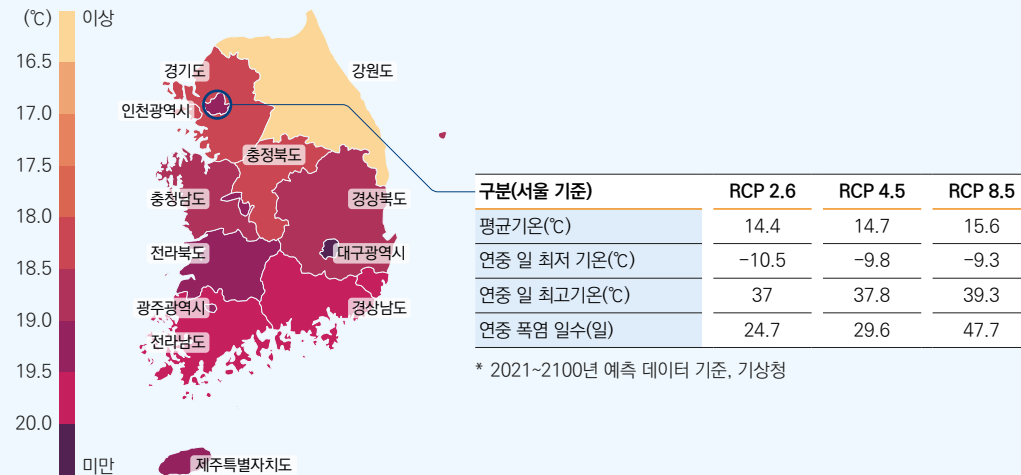 (℃) 이상
16.5
17.0
17.5
18.0
18.5
19.0
19.5
20.0
미만
경기도
강원도
인천광역시
충정북도
충청남도
경상북도
전라북도
대구광역시
광주광역시
경상남도
전라남도
제주특별자치도
구분(서울 기준) RCP 2.6 RCP 4.5 RCP 8.5
평균기온(℃) 14.4 14.7 15.6
연중 일 최저 기온(℃) -10.5 -9.8 -9.3
연중 일 최고기온(℃) 37 37.8 39.3
연중 폭염 일수(일) 24.7 29.6 47.7
* 2021~2100년 예측 데이터 기준, 기상청